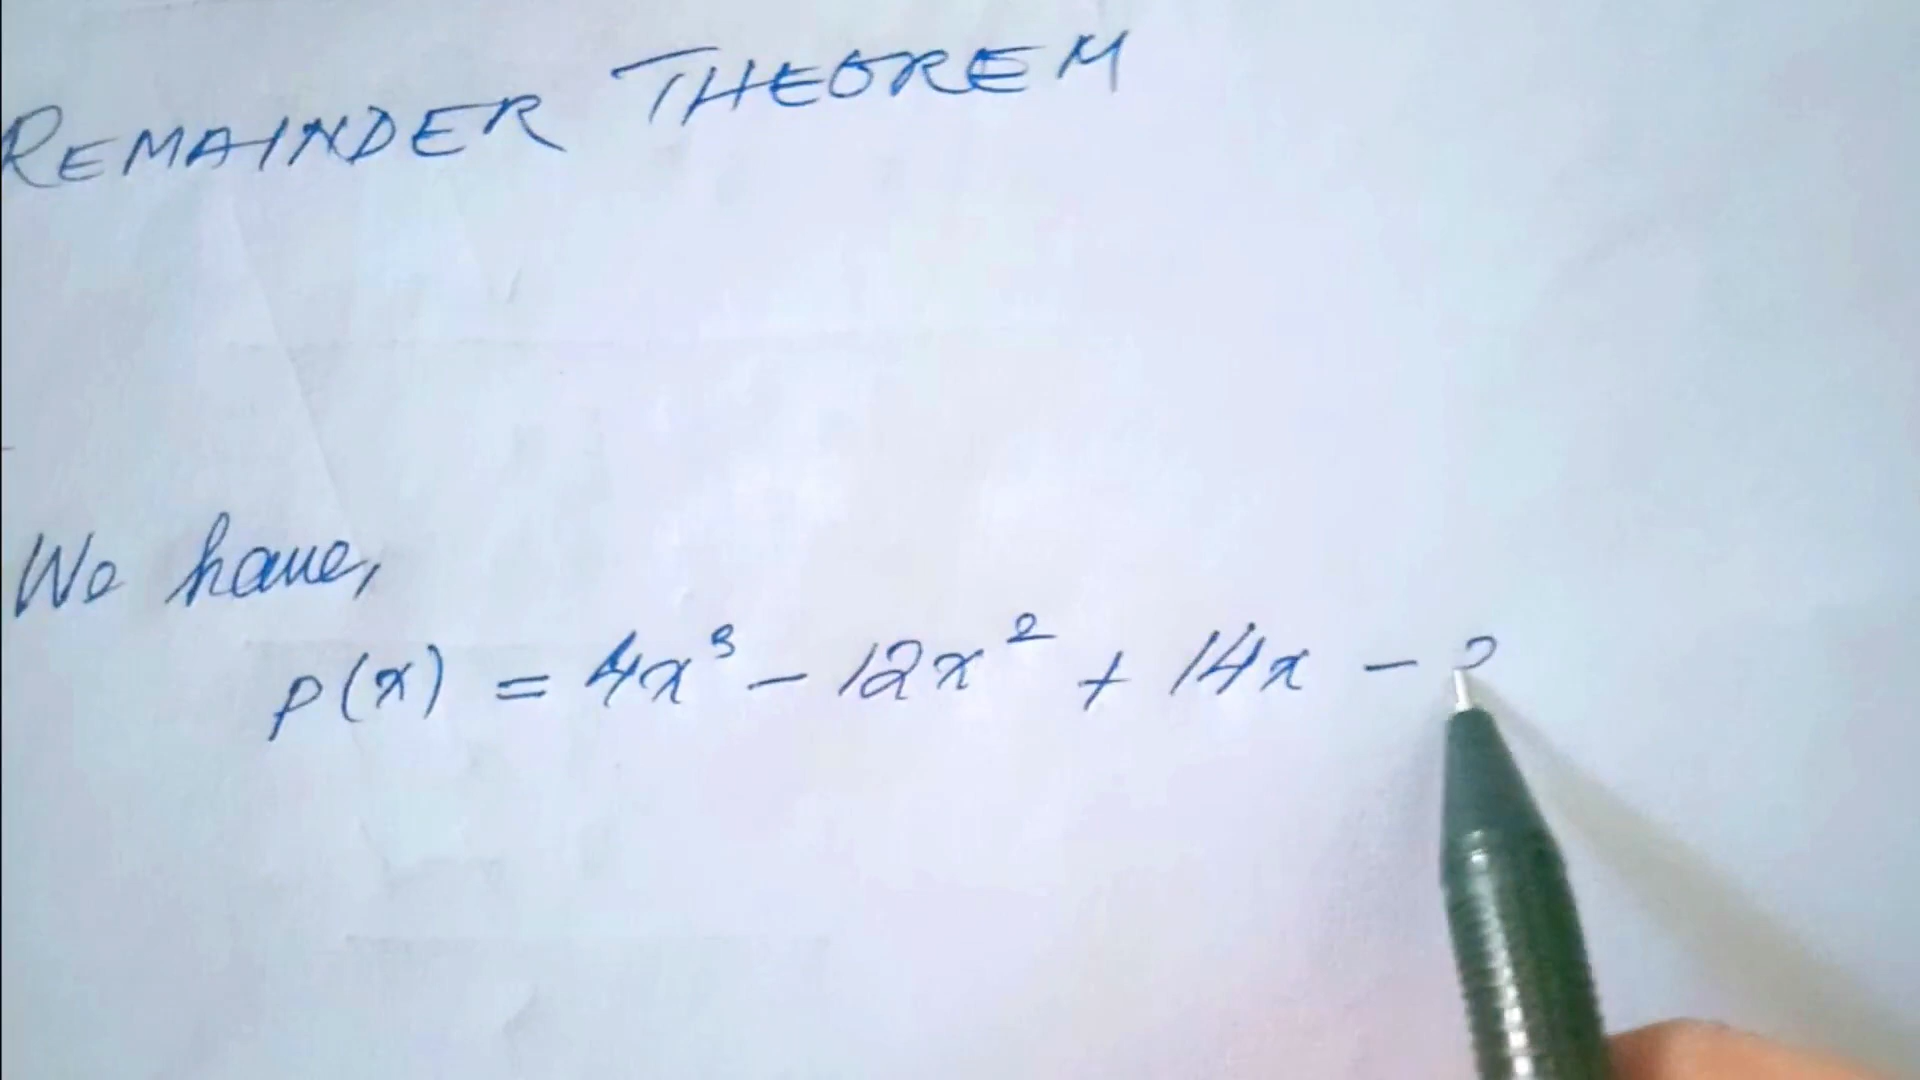 REMAINDER THEOREM
We have,
p(x) = 4x³ - 12x² + 14x -